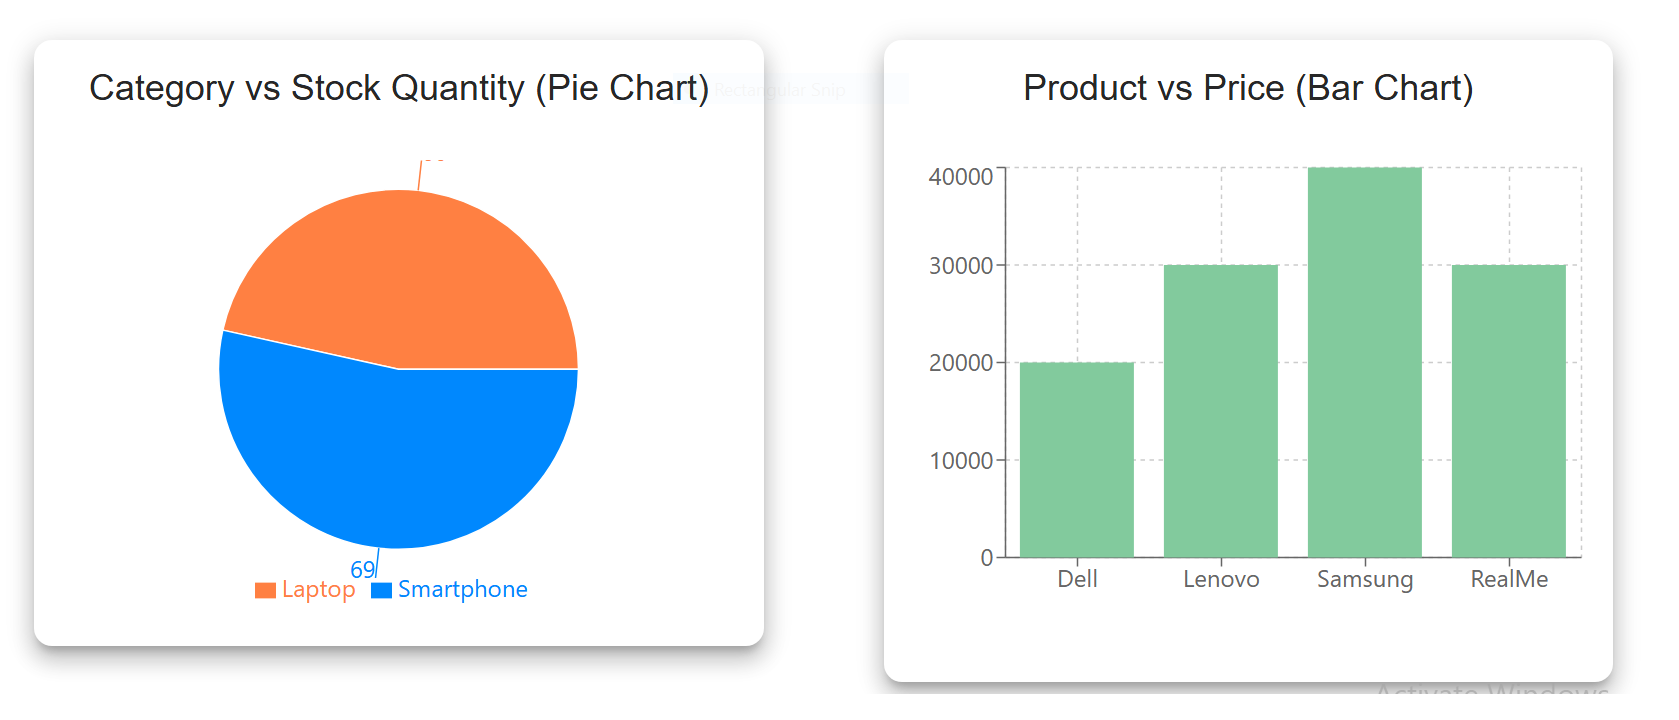 Category vs Stock Quantity (Pie Chart)
Rectangular Snip
69
Laptop
Smartphone
Product vs Price (Bar Chart)
40000
30000
20000
10000
0
Dell
Lenovo
Samsung
RealMe
Activate Windows